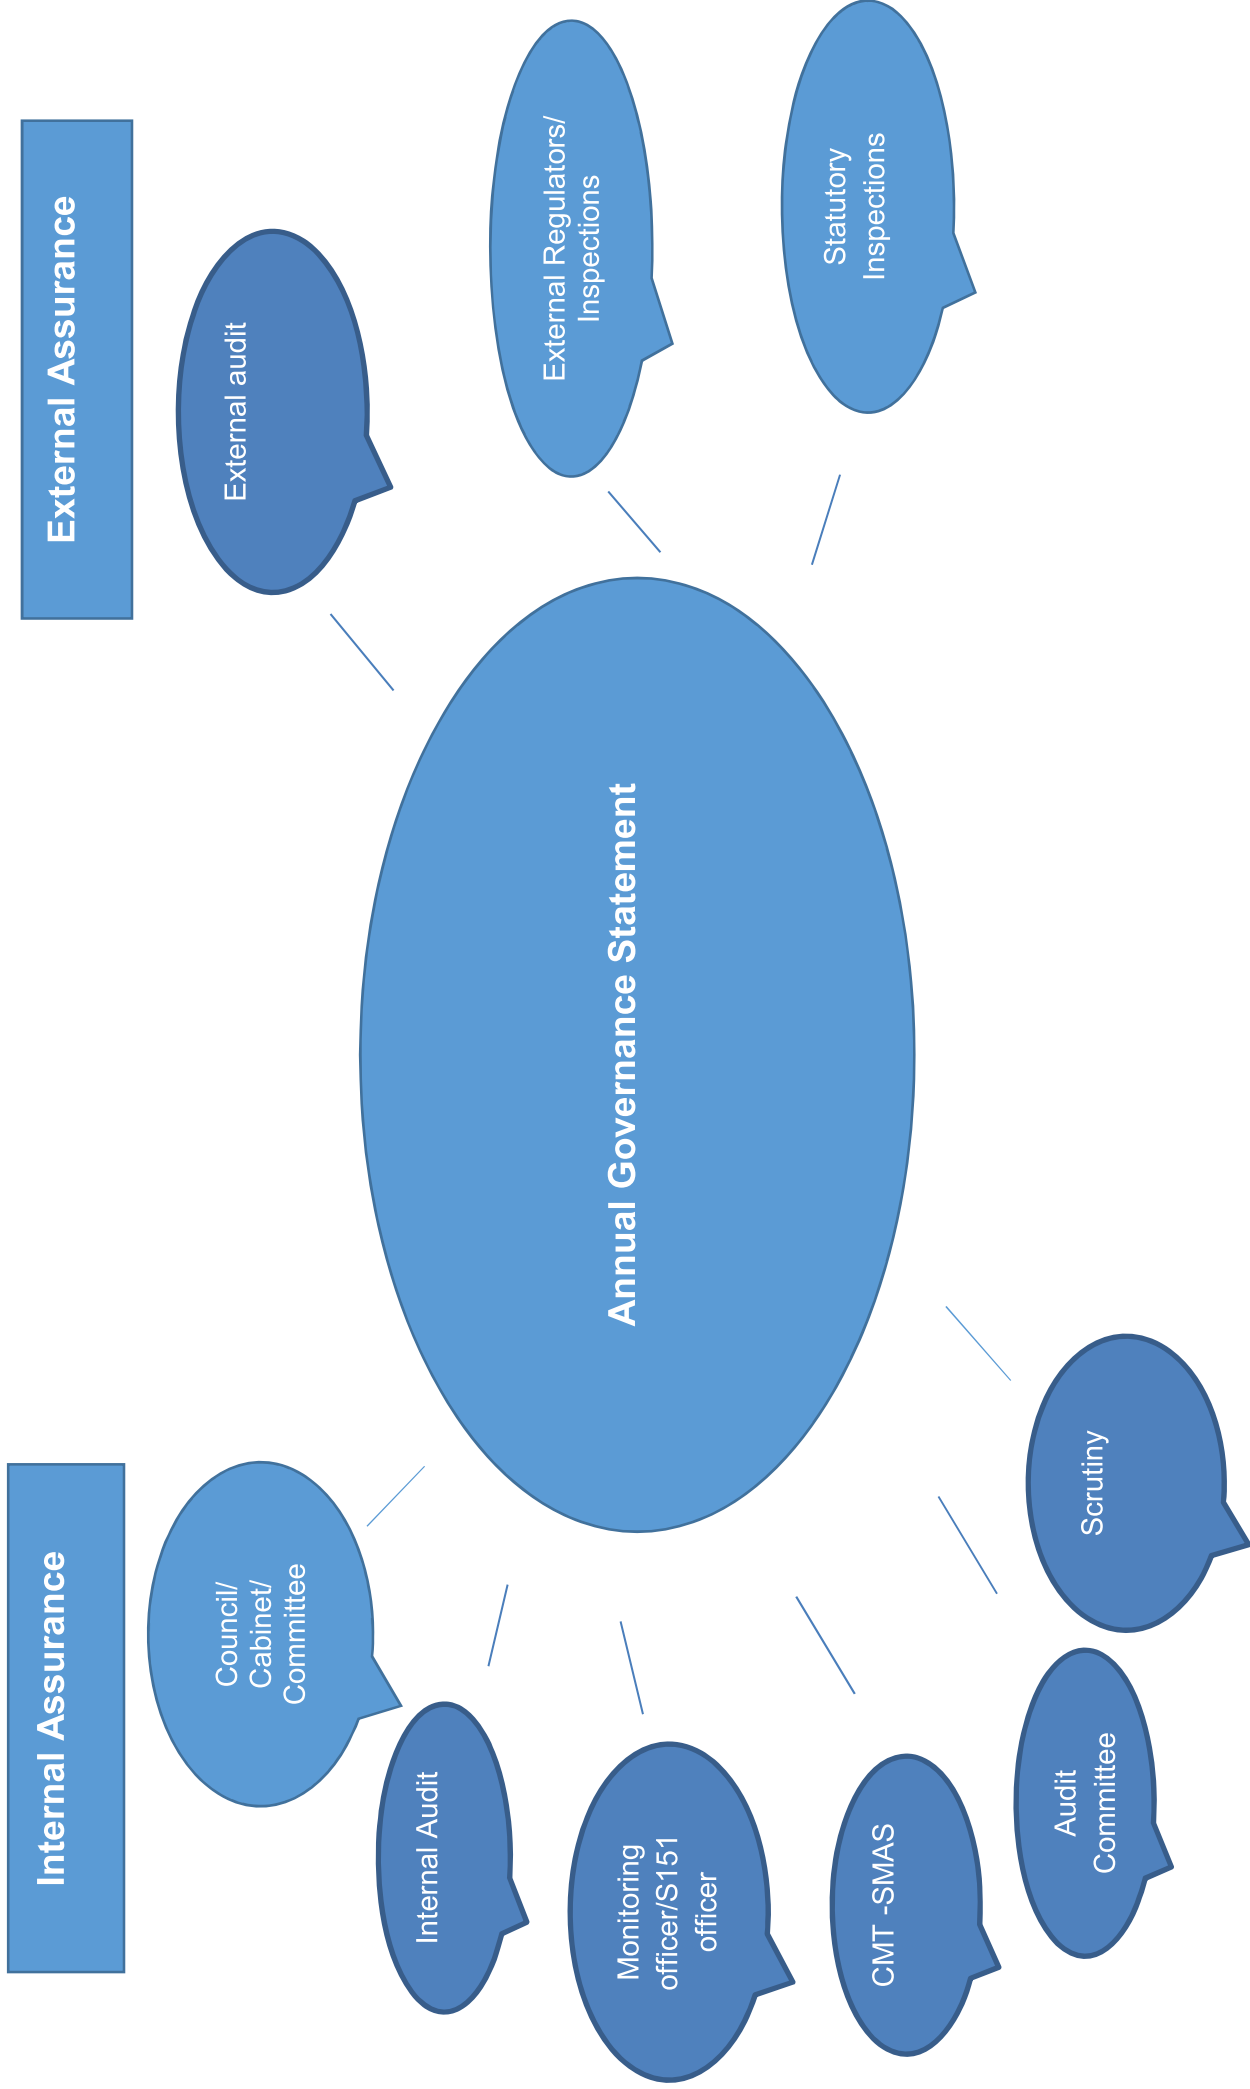 Internal Assurance
External Assurance
Council/
Cabinet/
Committee
External audit
Internal Audit
External Regulators/
Inspections
Annual Governance Statement
Monitoring
officer/S151
officer
Statutory
Inspections
CMT -SMAS
Audit
Committee
Scrutiny